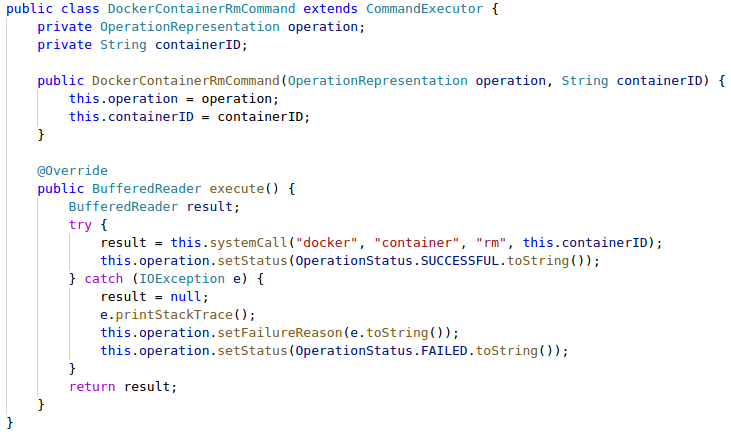 public class DockerContainerRmCommand extends CommandExecutor {
    private OperationRepresentation operation;
    private String containerID;

    public DockerContainerRmCommand(OperationRepresentation operation, String containerID) {
        this.operation = operation;
        this.containerID = containerID;
    }

    @Override
    public BufferedReader execute() {
        BufferedReader result;
        try {
            result = this.systemCall("docker", "container", "rm", this.containerID);
            this.operation.setStatus(OperationStatus.SUCCESSFUL.toString());
        } catch (IOException e) {
            result = null;
            e.printStackTrace();
            this.operation.setFailureReason(e.toString());
            this.operation.setStatus(OperationStatus.FAILED.toString());
        }
        return result;
    }
}